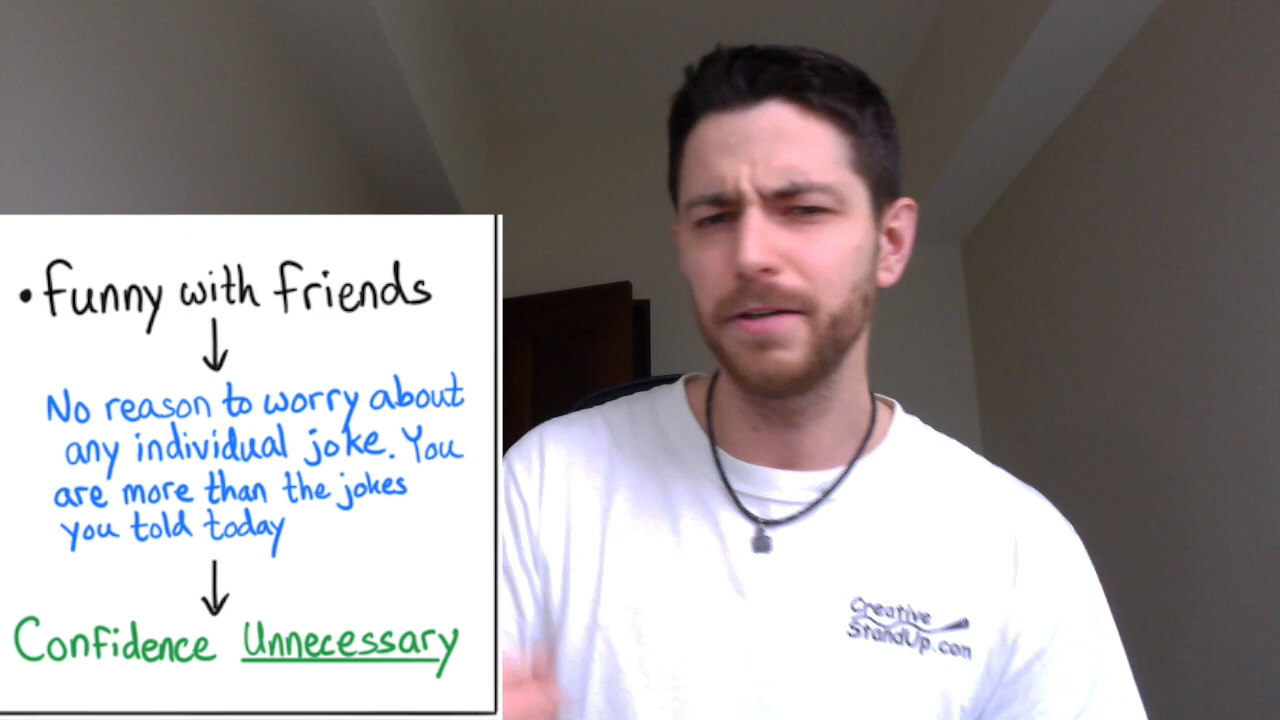 • Funny with Friends
No reason to worry about
any individual joke. You
are more than the jokes
you told today
Confidence Unnecessary
Creative
StandUp.com